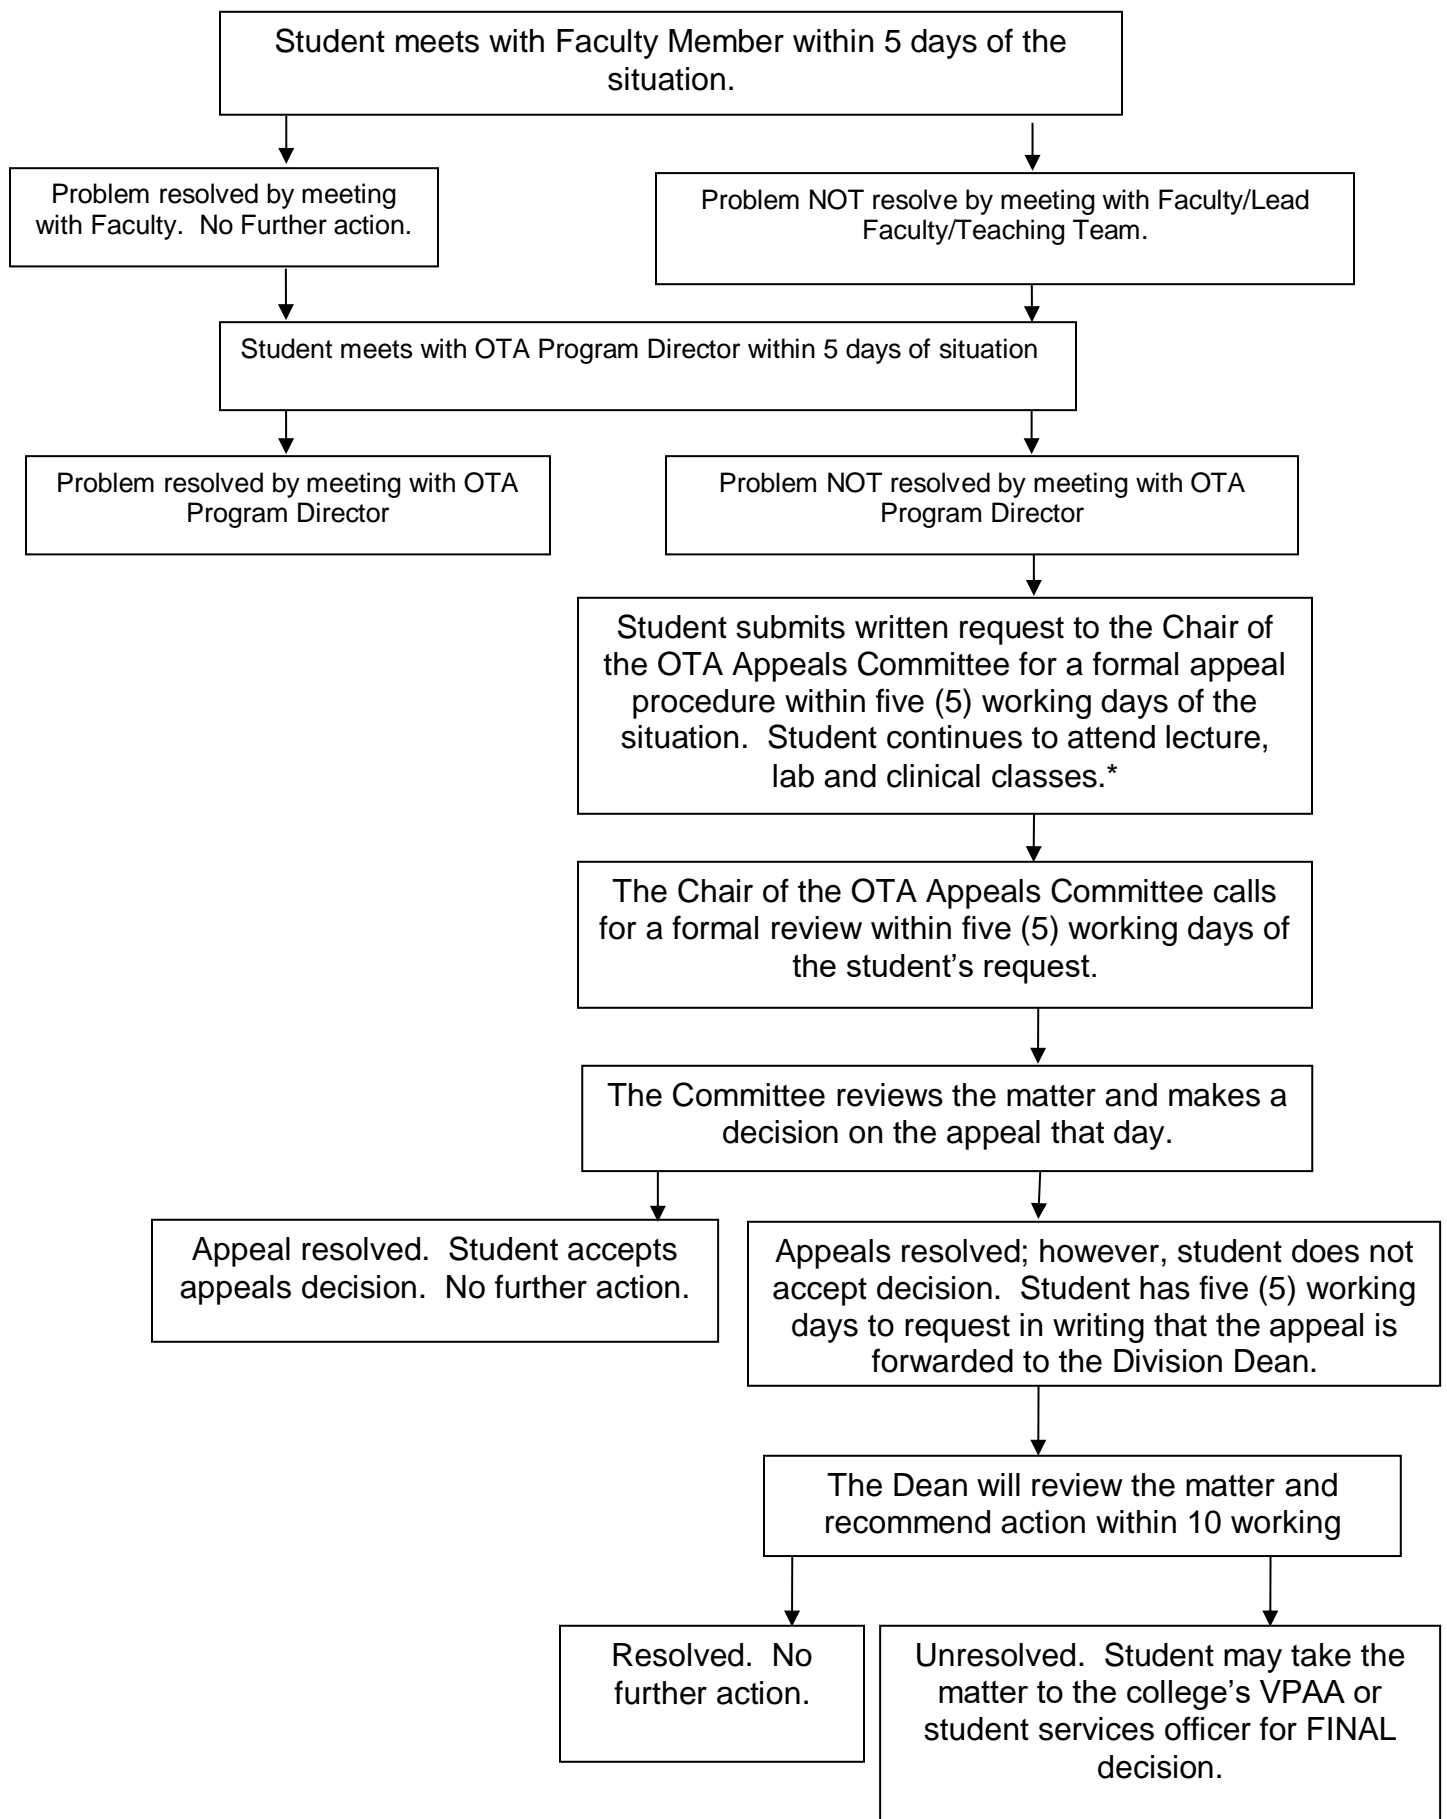 Student meets with Faculty Member within 5 days of the
situation.
Problem resolved by meeting
with Faculty.  No Further action.
Problem NOT resolve by meeting with Faculty/Lead
Faculty/Teaching Team.
Student meets with OTA Program Director within 5 days of situation
Problem resolved by meeting with OTA
Program Director
Problem NOT resolved by meeting with OTA
Program Director
Student submits written request to the Chair of
the OTA Appeals Committee for a formal appeal
procedure within five (5) working days of the
situation.  Student continues to attend lecture,
lab and clinical classes.*
The Chair of the OTA Appeals Committee calls
for a formal review within five (5) working days of
the student’s request.
The Committee reviews the matter and makes a
decision on the appeal that day.
Appeal resolved.  Student accepts
appeals decision.  No further action.
Appeals resolved; however, student does not
accept decision.  Student has five (5) working
days to request in writing that the appeal is
forwarded to the Division Dean.
The Dean will review the matter and
recommend action within 10 working
Resolved.  No
further action.
Unresolved.  Student may take the
matter to the college’s VPAA or
student services officer for FINAL
decision.